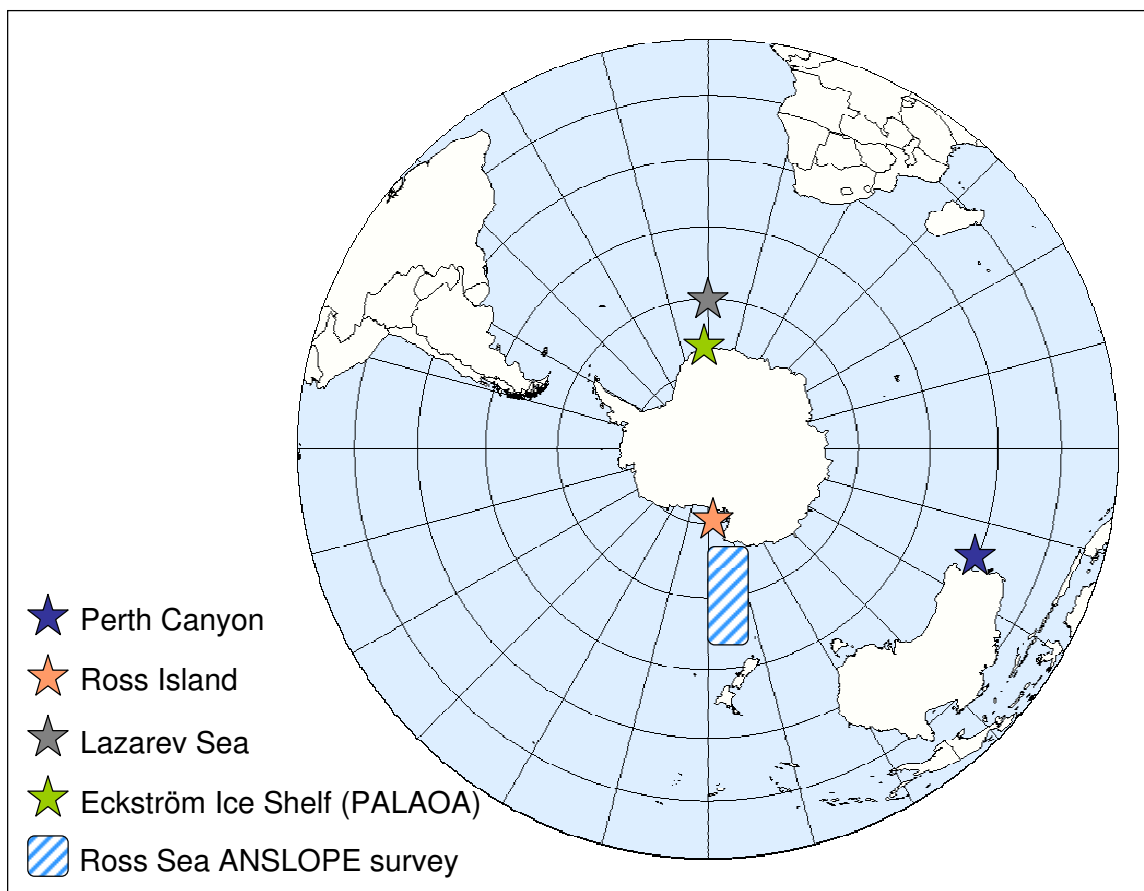 Perth Canyon
Ross Island
Lazarev Sea
Eckström Ice Shelf (PALAOA)
Ross Sea ANSLOPE survey